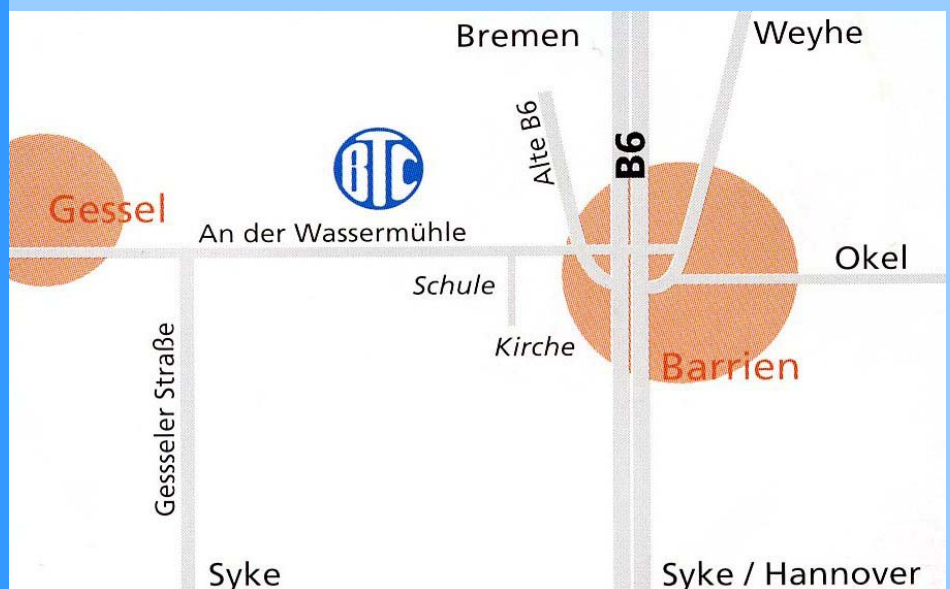 Bremen
Weyhe
Alte B6
B6
BTC
Gessel
An der Wassermühle
Okel
Schule
Kirche
Barrien
Gessseler Straße
Syke
Syke / Hannover